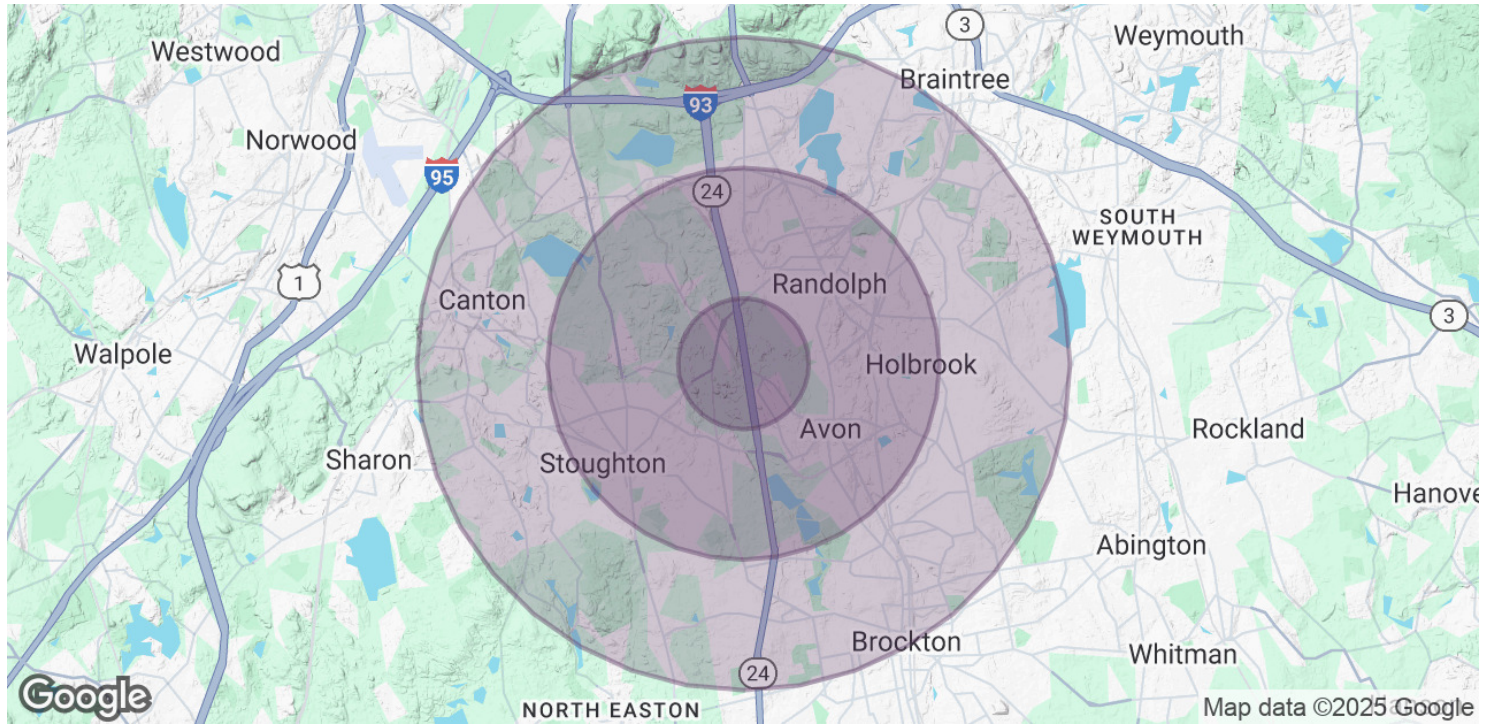 Westwood
3
Weymouth
Braintree
93
Norwood
95
24
SOUTH
WEYMOUTH
1
Randolph
Canton
3
Walpole
Holbrook
Avon
Rockland
Sharon
Stoughton
Hanove
Abington
Brockton
Whitman
24
Google
NORTH EASTON
Map data ©2025 Google